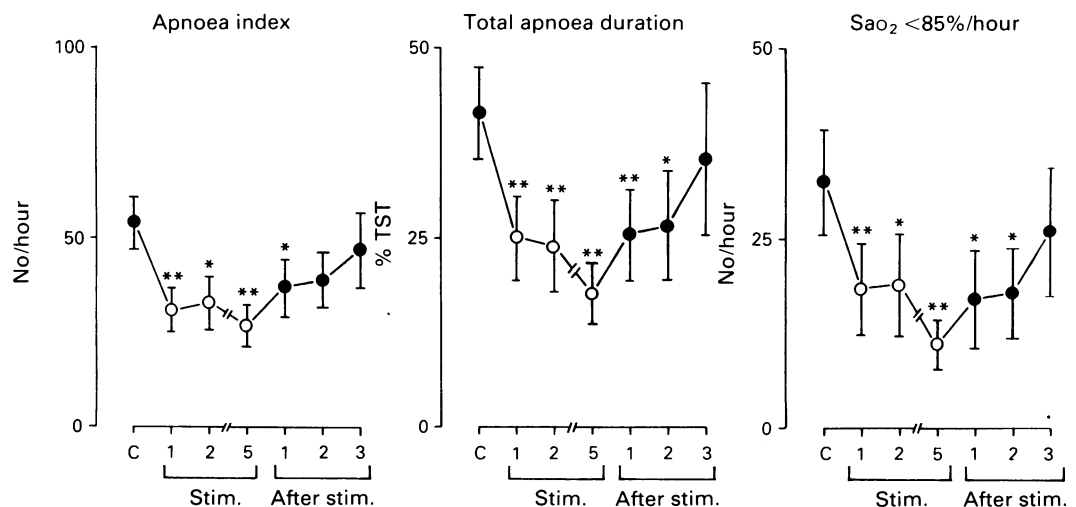 Apnoea index
Total apnoea duration
SaO₂ <85%/hour
100
50
0
No/hour
** * ** *
C 1 2 5 1 2 3
Stim. After stim.
50
25
0
% TST
** ** ** ** *
C 1 2 5 1 2 3
Stim. After stim.
50
25
0
No/hour
** * ** * *
C 1 2 5 1 2 3
Stim. After stim.